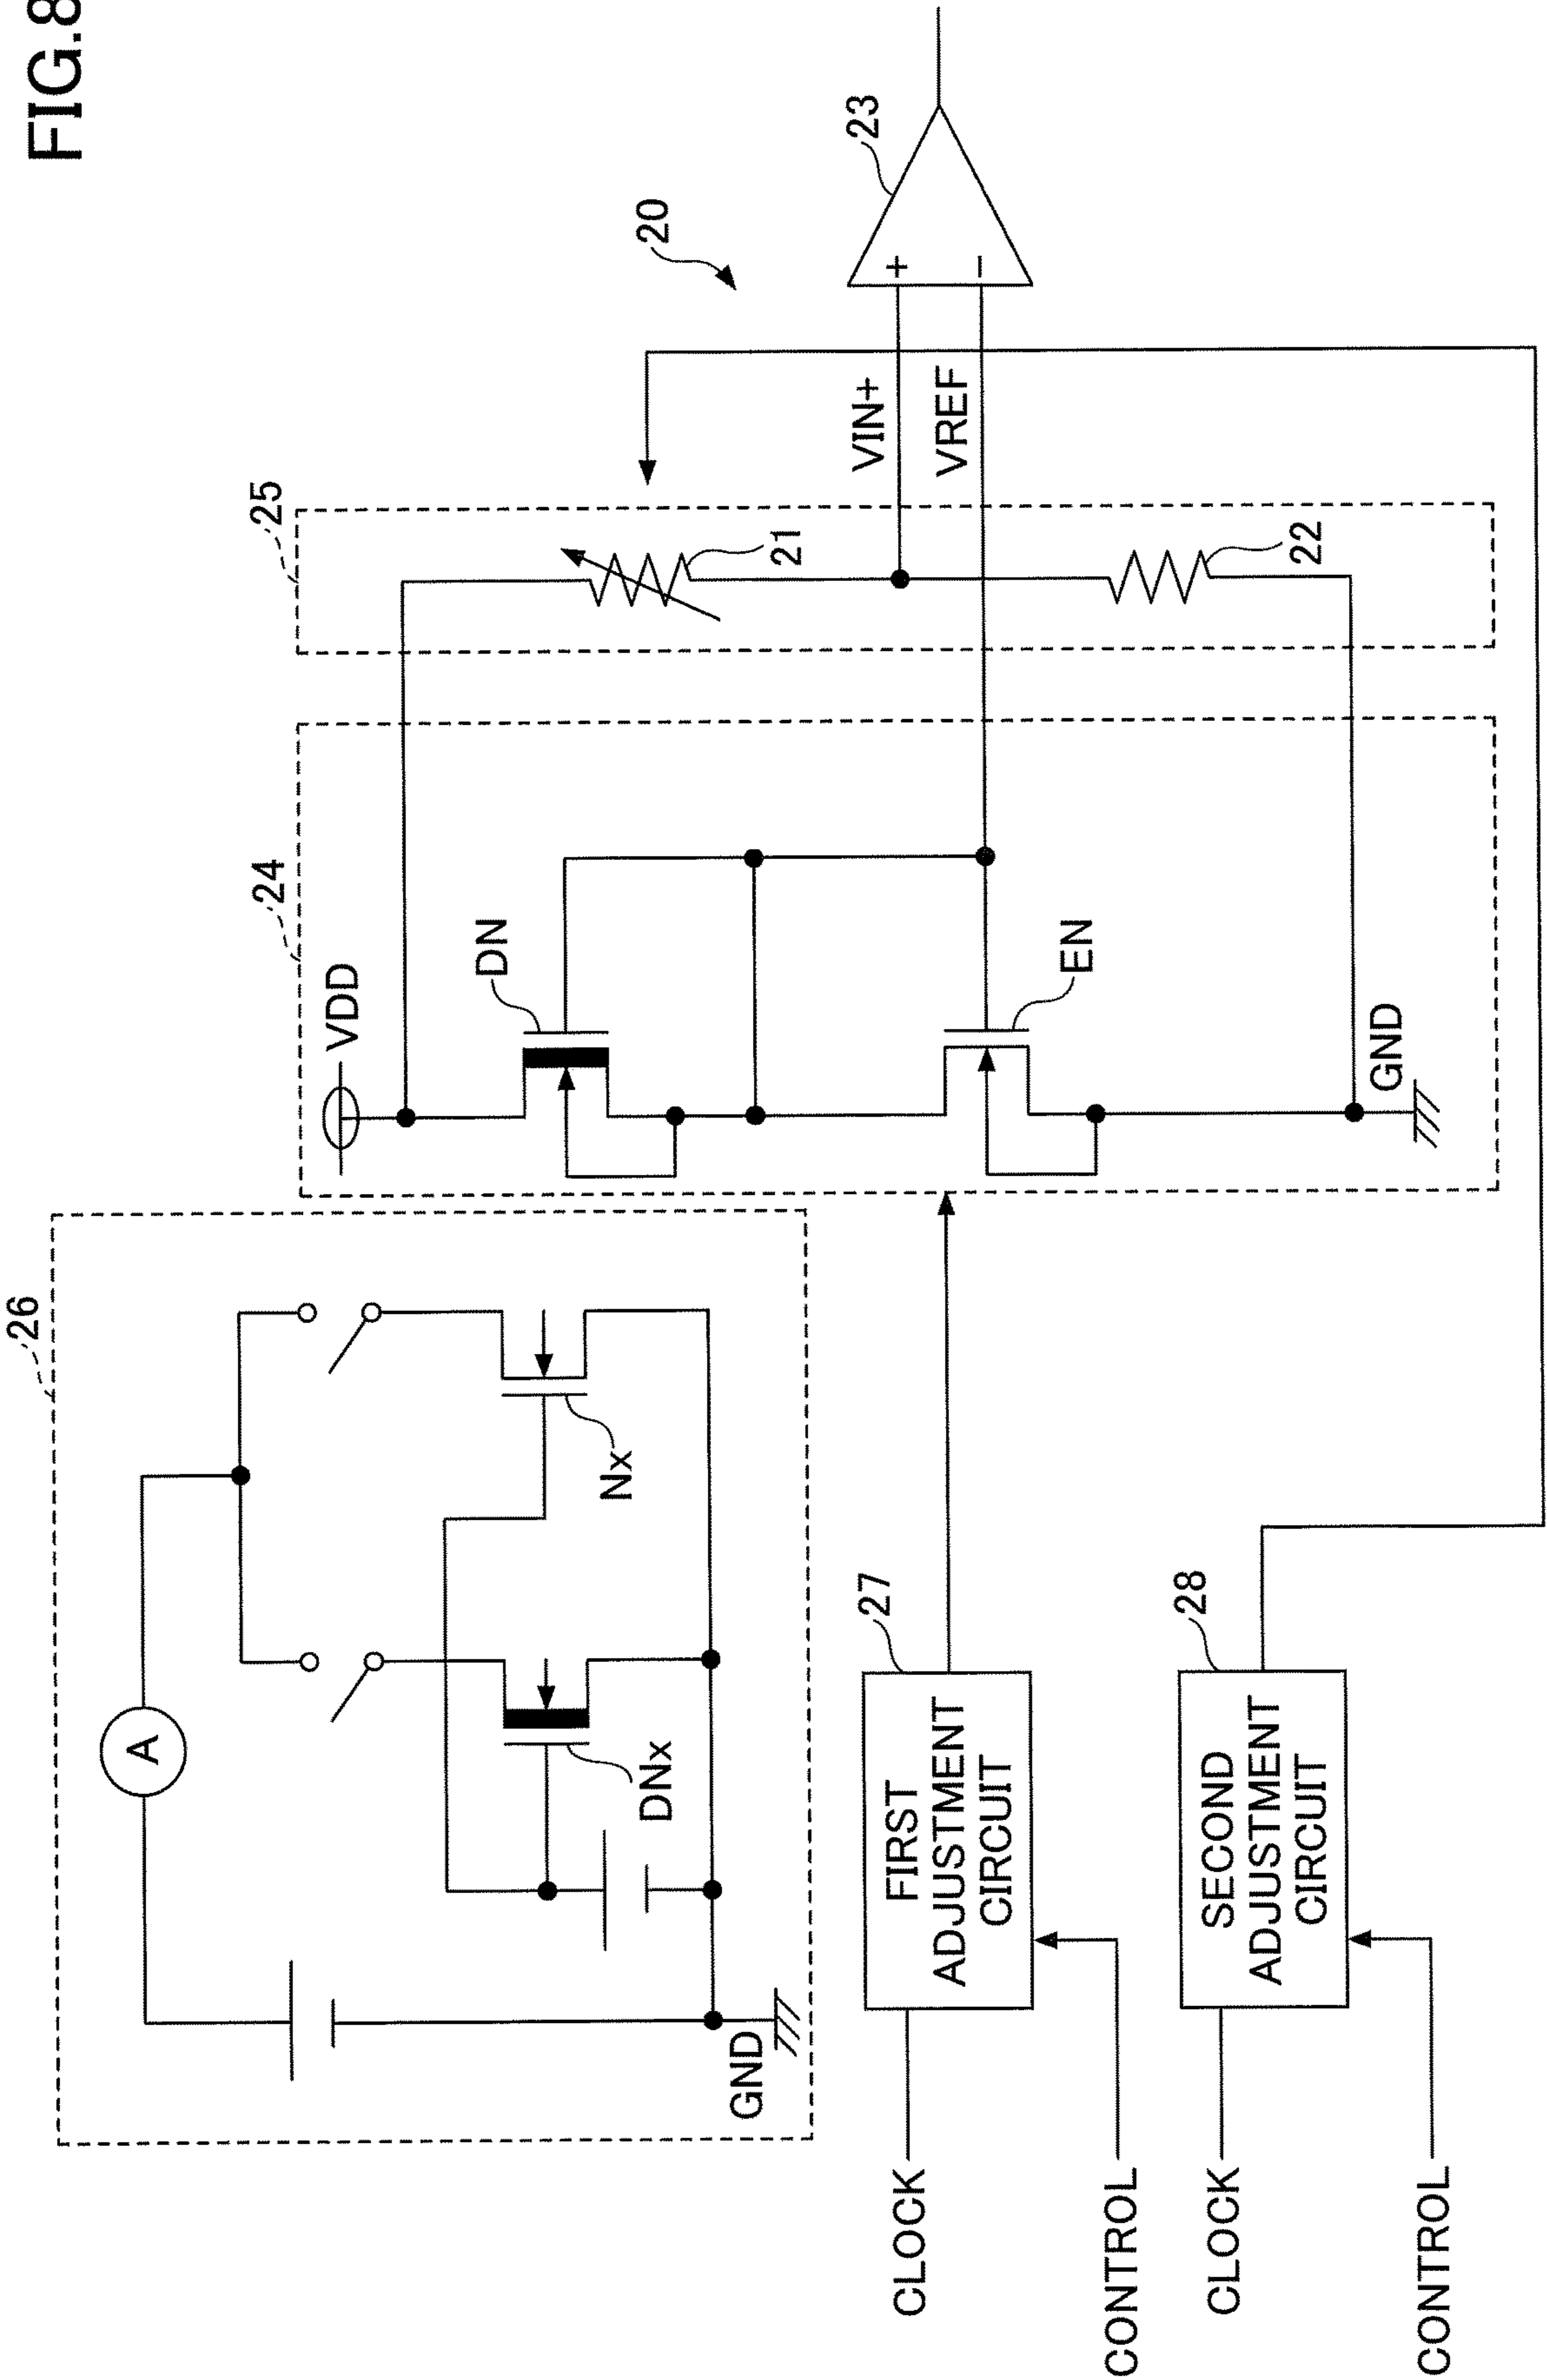 FIG.8
20
23
+
−
VIN+
VREF
25
21
22
24
VDD
DN
EN
GND
26
A
Nx
DNx
GND
27
FIRST
ADJUSTMENT
CIRCUIT
CLOCK
CONTROL
28
SECOND
ADJUSTMENT
CIRCUIT
CLOCK
CONTROL